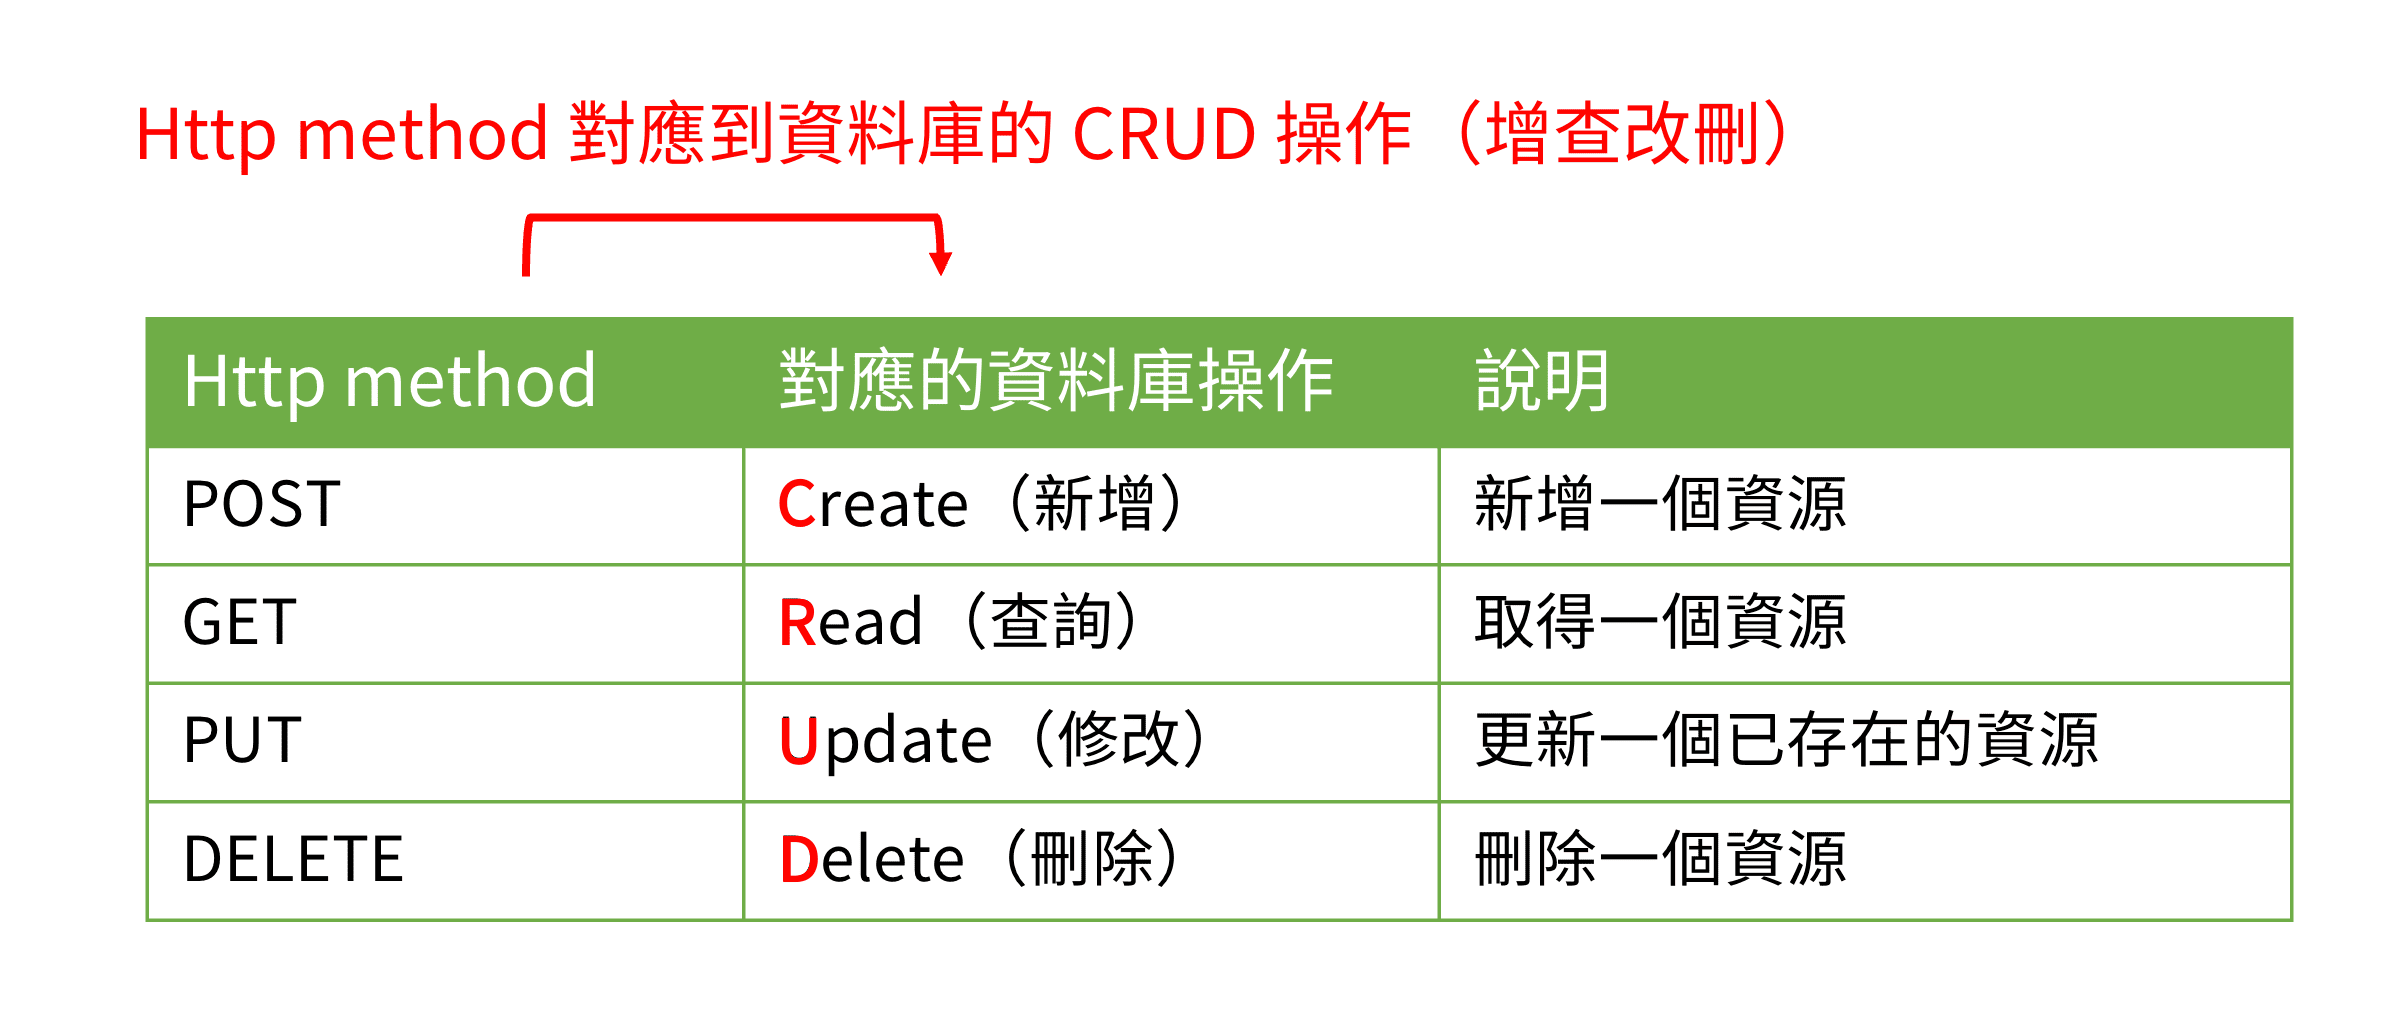 Http method 對應到資料庫的 CRUD 操作（增查改刪）
Http method 對應的資料庫操作 說明
POST Create（新增） 新增一個資源
GET Read（查詢） 取得一個資源
PUT Update（修改） 更新一個已存在的資源
DELETE Delete（刪除） 刪除一個資源